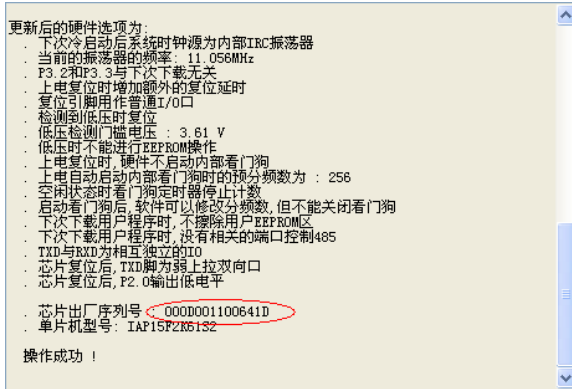 更新后的硬件选项为:
. 下次冷启动后系统时钟源为内部IRC振荡器
. 当前的振荡器的频率: 11.056MHz
. P3.2和P3.3与下次下载无关
. 上电复位时增加额外的复位延时
. 复位引脚用作普通I/O口
. 检测到低压时复位
. 低压检测门槛电压 : 3.61 V
. 低压时不能进行EEPROM操作
. 上电复位时,硬件不启动内部看门狗
. 上电自动启动内部看门狗时的预分频数为 : 256
. 空闲状态时看门狗定时器停止计数
. 启动看门狗后,软件可以修改分频数,但不能关闭看门狗
. 下次下载用户程序时,不擦除用户EEPROM区
. 下次下载用户程序时,没有相关的端口控制485
. TXD与RXD为相互独立的IO
. 芯片复位后,TXD脚为弱上拉双向口
. 芯片复位后,P2.0输出低电平
. 芯片出厂序列号 : 000D001100641D
. 单片机型号: IAP15F2K61S2
操作成功 !